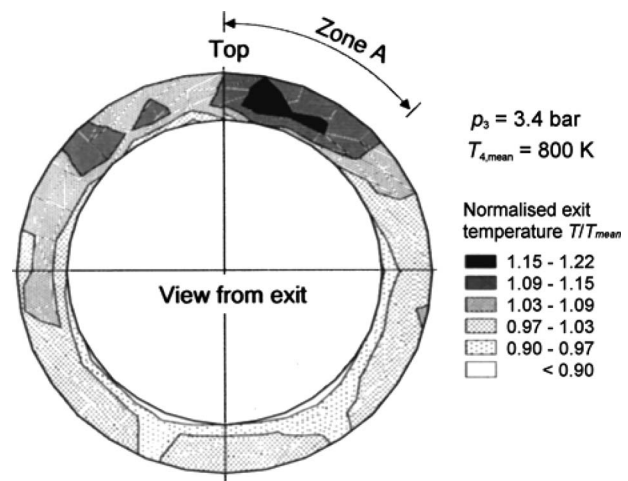 Zone A
Top
p₃ = 3.4 bar
T₄,mean = 800 K
Normalised exit
temperature T/Tmean
1.15 - 1.22
1.09 - 1.15
1.03 - 1.09
0.97 - 1.03
0.90 - 0.97
< 0.90
View from exit